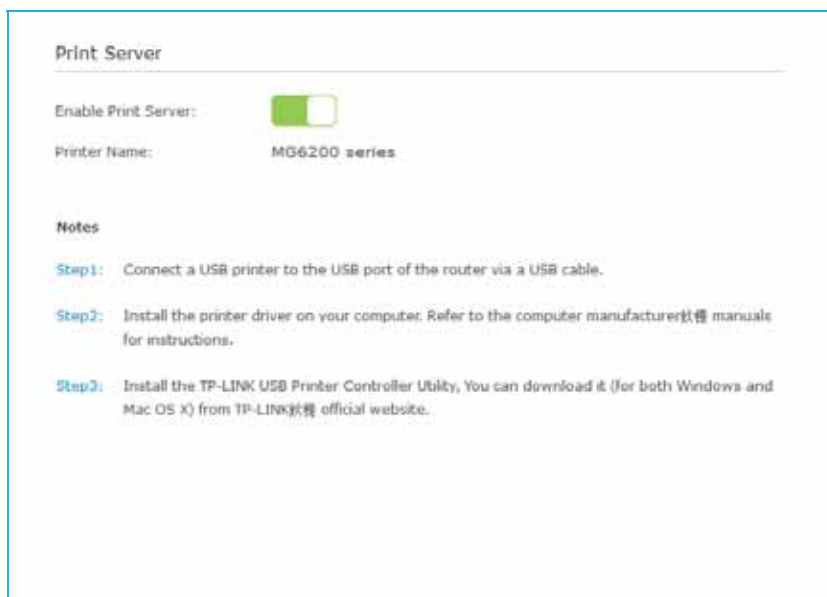 Print Server
Enable Print Server:
Printer Name: MG6200 series
Notes
Step1: Connect a USB printer to the USB port of the router via a USB cable.
Step2: Install the printer driver on your computer. Refer to the computer manufacturer manuals
for instructions.
Step3: Install the TP-LINK USB Printer Controller Utility, You can download it (for both Windows and
Mac OS X) from TP-LINK official website.